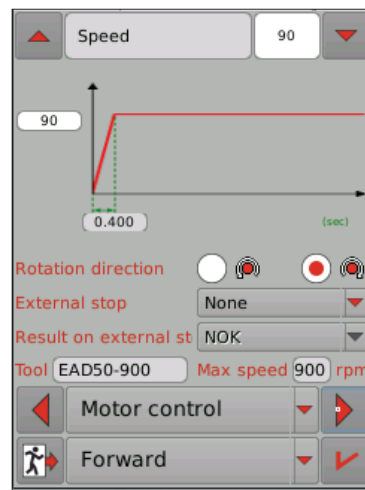 Speed 90
90
0.400 (sec)
Rotation direction
External stop None
Result on external st NOK
Tool EAD50-900 Max speed 900 rpm
Motor control
Forward